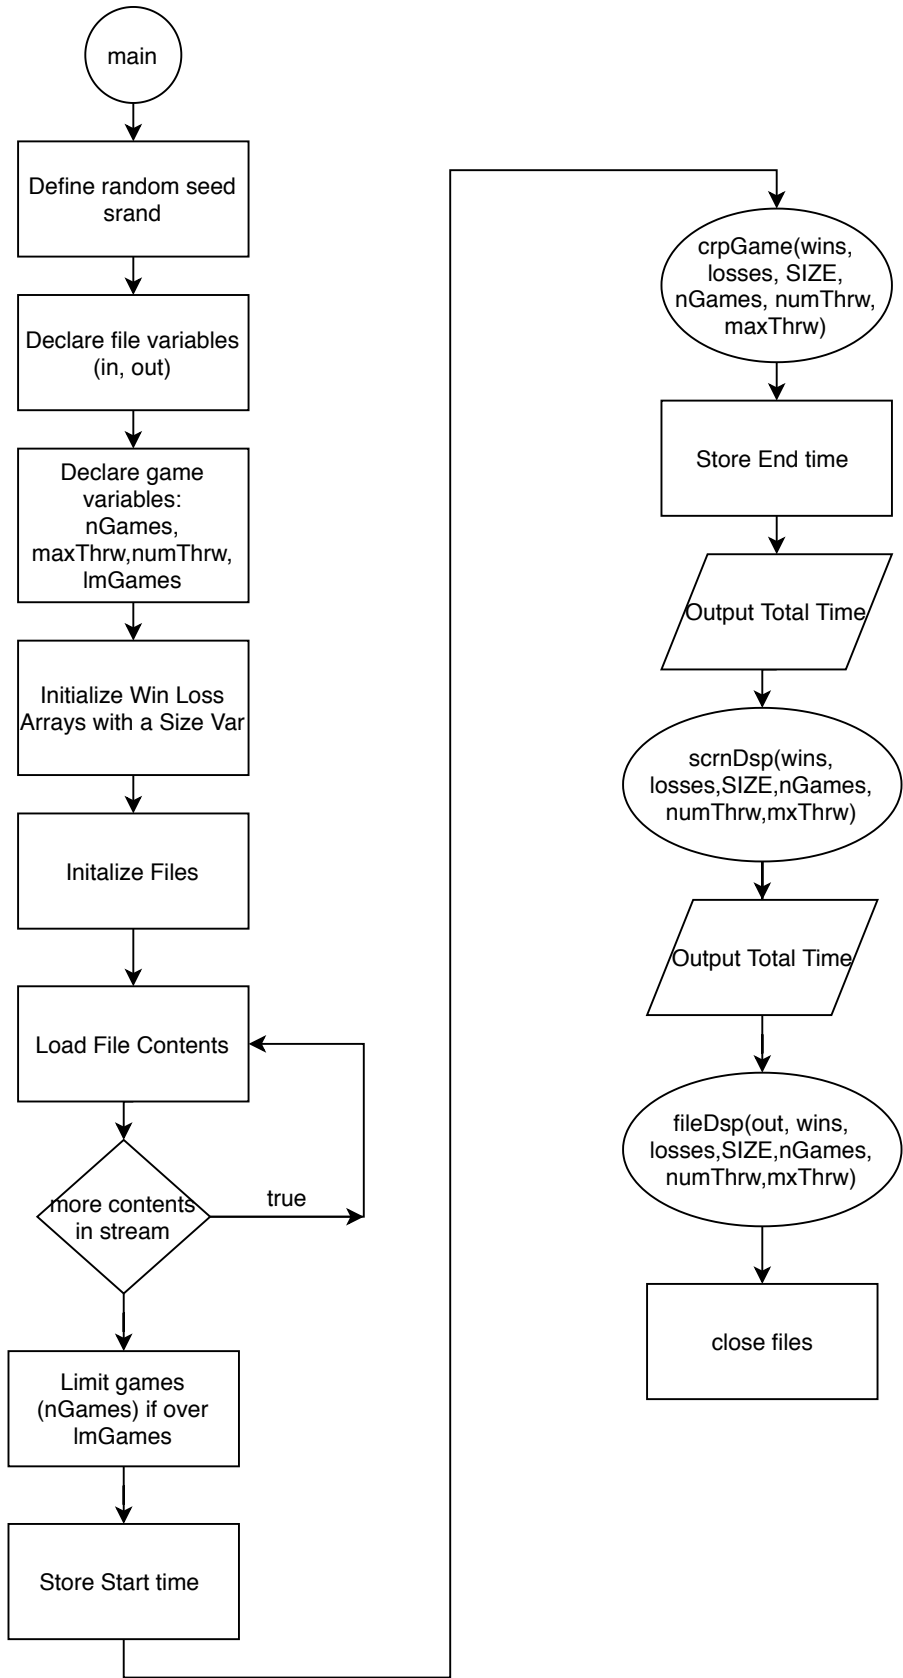 main
Define random seed
srand
Declare file variables
(in, out)
Declare game
variables:
nGames,
maxThrw,numThrw,
lmGames
Initialize Win Loss
Arrays with a Size Var
Initalize Files
Load File Contents
more contents
in stream
true
Limit games
(nGames) if over
lmGames
Store Start time
crpGame(wins,
losses, SIZE,
nGames, numThrw,
maxThrw)
Store End time
Output Total Time
scrnDsp(wins,
losses,SIZE,nGames,
numThrw,mxThrw)
Output Total Time
fileDsp(out, wins,
losses,SIZE,nGames,
numThrw,mxThrw)
close files